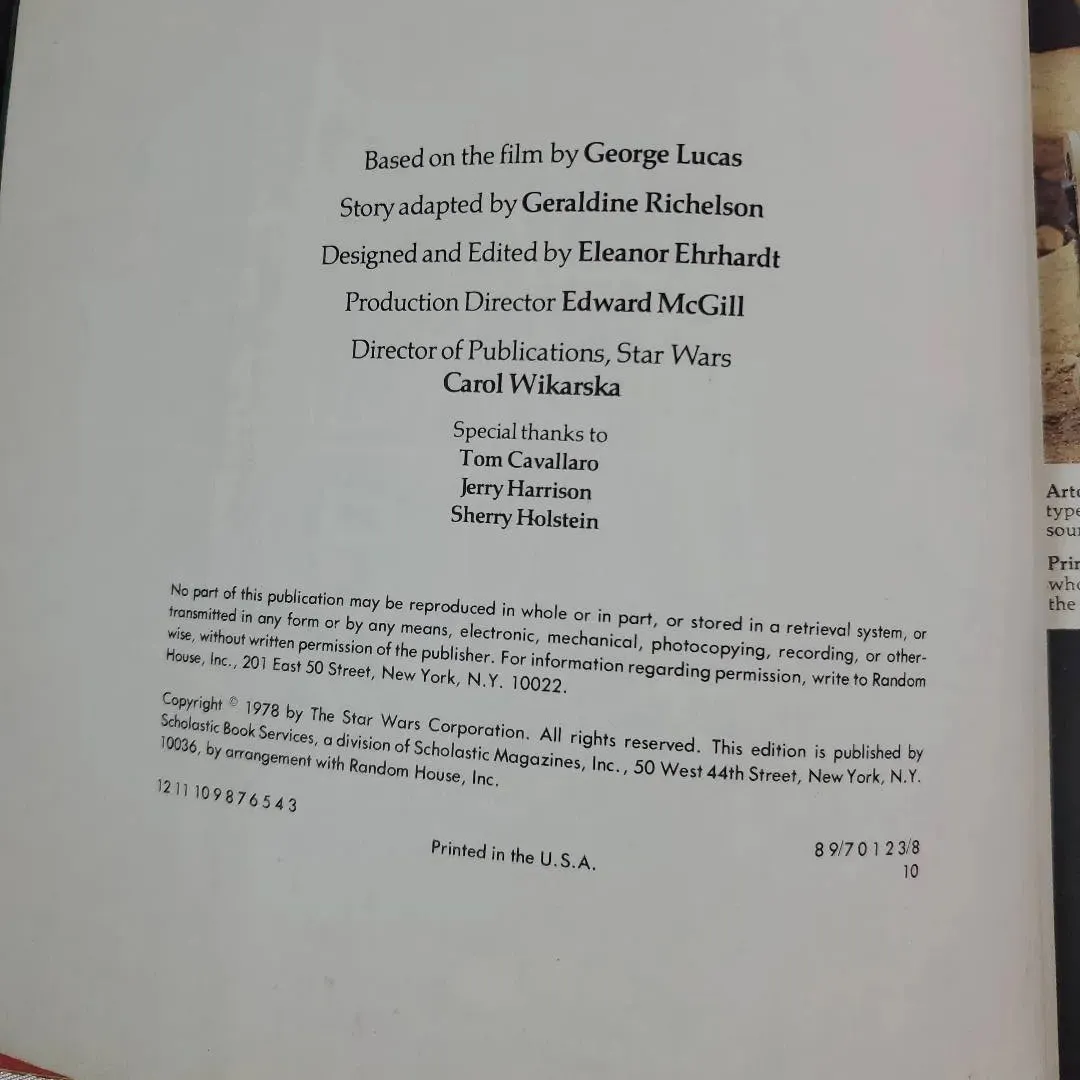 Based on the film by George Lucas
Story adapted by Geraldine Richelson
Designed and Edited by Eleanor Ehrhardt
Production Director Edward McGill
Director of Publications, Star Wars
Carol Wikarska
Special thanks to
Tom Cavallaro
Jerry Harrison
Sherry Holstein
No part of this publication may be reproduced in whole or in part, or stored in a retrieval system, or
transmitted in any form or by any means, electronic, mechanical, photocopying, recording, or other-
wise, without written permission of the publisher. For information regarding permission, write to Random
House, Inc., 201 East 50 Street, New York, N.Y. 10022.
Copyright © 1978 by The Star Wars Corporation. All rights reserved. This edition is published by
Scholastic Book Services, a division of Scholastic Magazines, Inc., 50 West 44th Street, New York, N.Y.
10036, by arrangement with Random House, Inc.
12 11 10 9 8 7 6 5 4 3
8 9/7 0 1 2 3/8
Printed in the U.S.A.
10
the